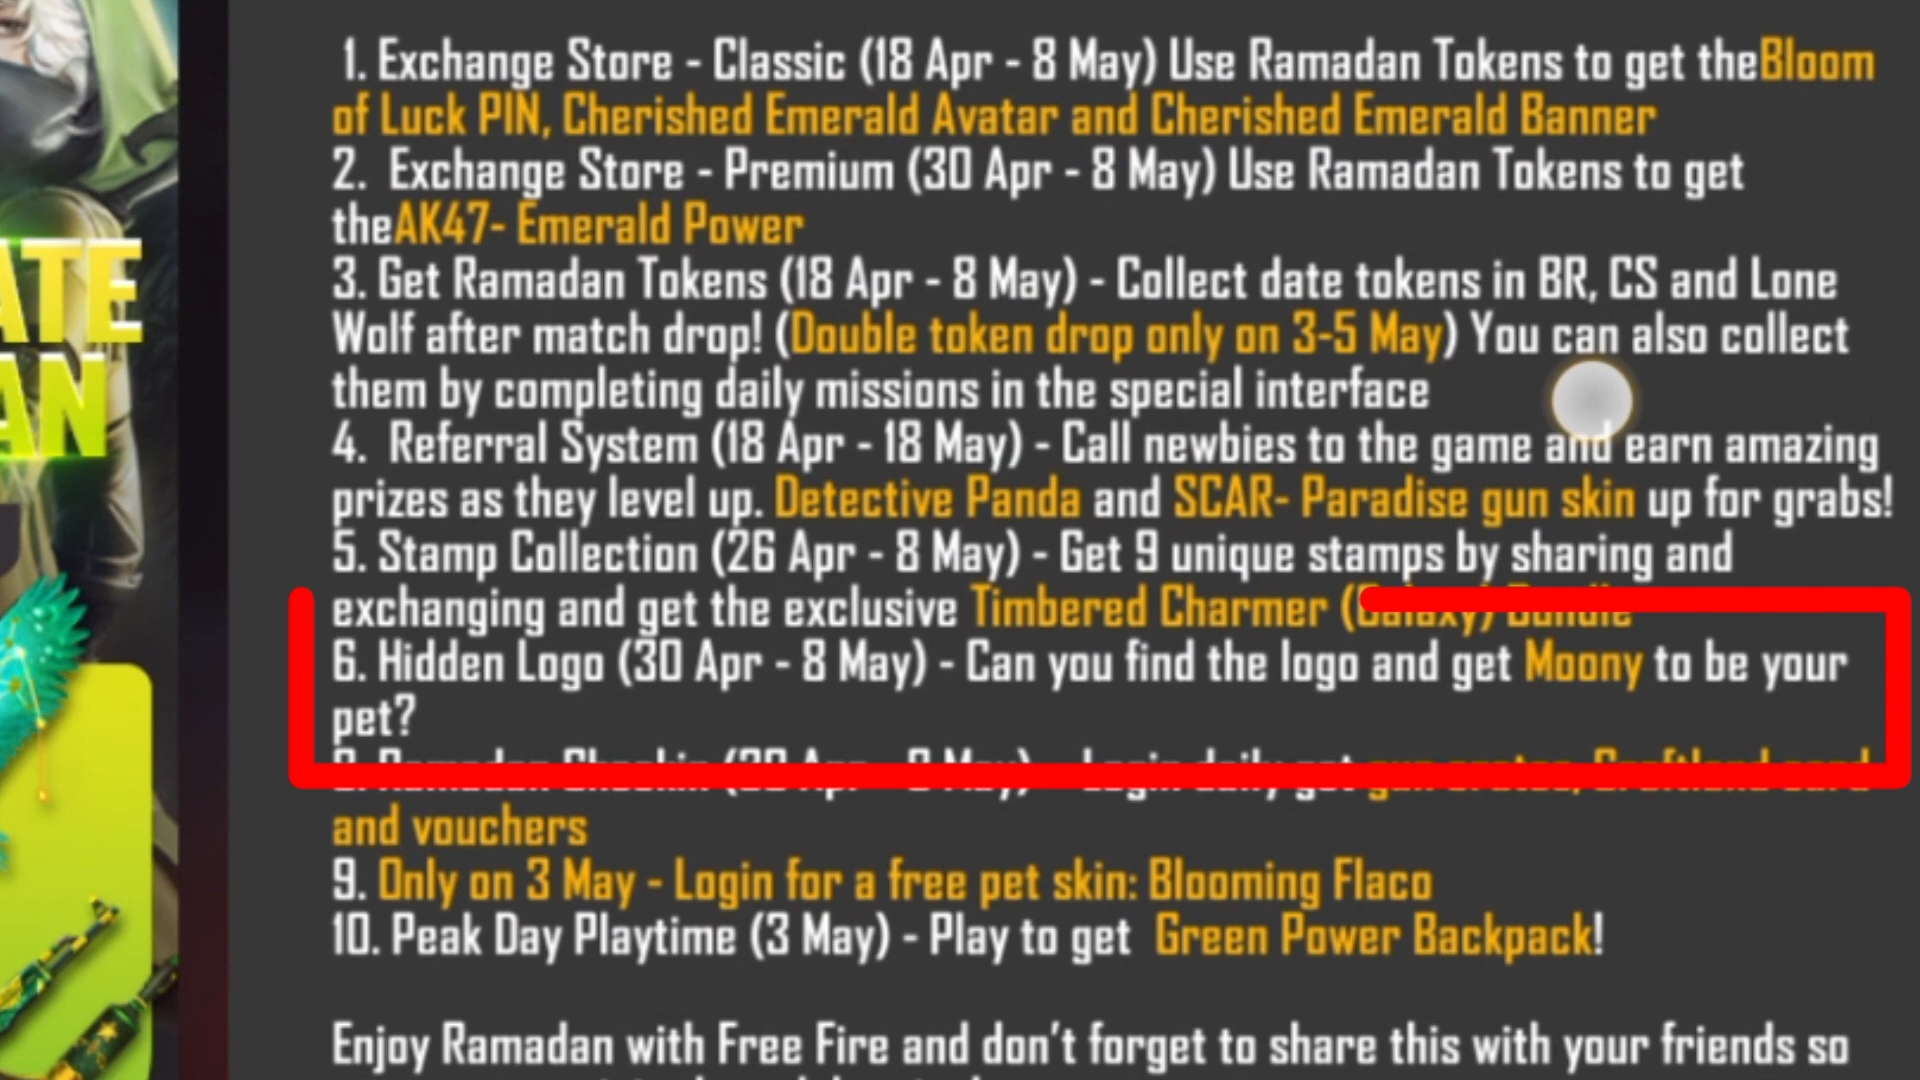 1. Exchange Store - Classic (18 Apr - 8 May) Use Ramadan Tokens to get theBloom
of Luck PIN, Cherished Emerald Avatar and Cherished Emerald Banner
2. Exchange Store - Premium (30 Apr - 8 May) Use Ramadan Tokens to get
theAK47- Emerald Power
3. Get Ramadan Tokens (18 Apr - 8 May) - Collect date tokens in BR, CS and Lone
Wolf after match drop! (Double token drop only on 3-5 May) You can also collect
them by completing daily missions in the special interface
4. Referral System (18 Apr - 18 May) - Call newbies to the game and earn amazing
prizes as they level up. Detective Panda and SCAR- Paradise gun skin up for grabs!
5. Stamp Collection (26 Apr - 8 May) - Get 9 unique stamps by sharing and
exchanging and get the exclusive Timbered Charmer (Galaxy) Bundle
6. Hidden Logo (30 Apr - 8 May) - Can you find the logo and get Moony to be your
pet?
and vouchers
9. Only on 3 May - Login for a free pet skin: Blooming Flaco
10. Peak Day Playtime (3 May) - Play to get Green Power Backpack!
Enjoy Ramadan with Free Fire and don't forget to share this with your friends so
ATE
AN